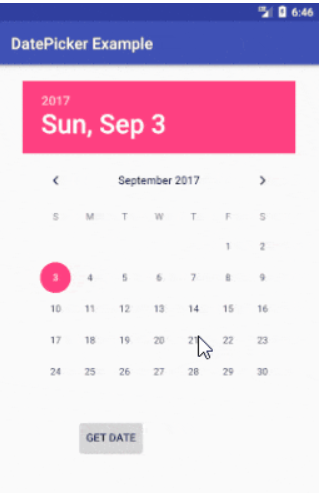 6:46
DatePicker Example
2017
Sun, Sep 3
September 2017
S M T W T F S
1 2
3 4 5 6 7 8 9
10 11 12 13 14 15 16
17 18 19 20 21 22 23
24 25 26 27 28 29 30
GET DATE